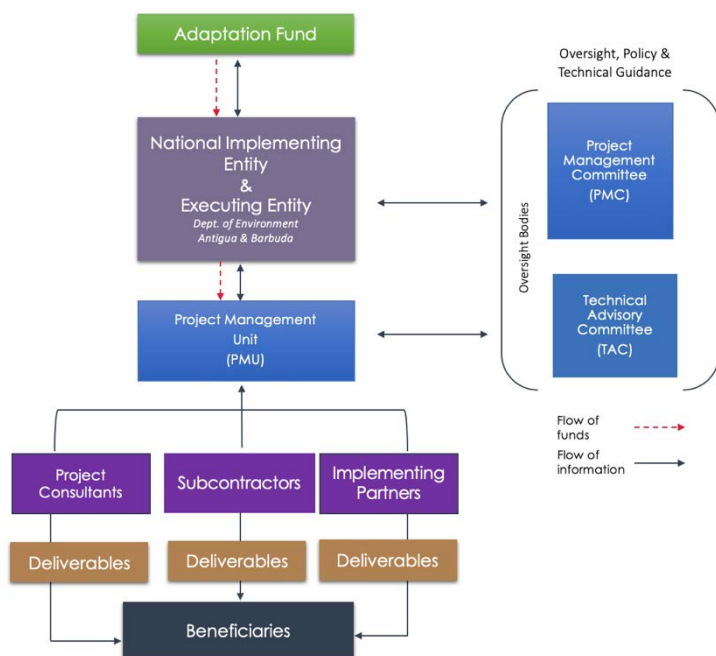 Adaptation Fund
Oversight, Policy &
Technical Guidance
National Implementing
Entity
&
Executing Entity
Dept. of Environment
Antigua & Barbuda
Project
Management
Committee
(PMC)
Oversight Bodies
Project Management
Unit
(PMU)
Technical
Advisory
Committee
(TAC)
Flow of
funds
Flow of
information
Project
Consultants
Subcontractors
Implementing
Partners
Deliverables
Deliverables
Deliverables
Beneficiaries